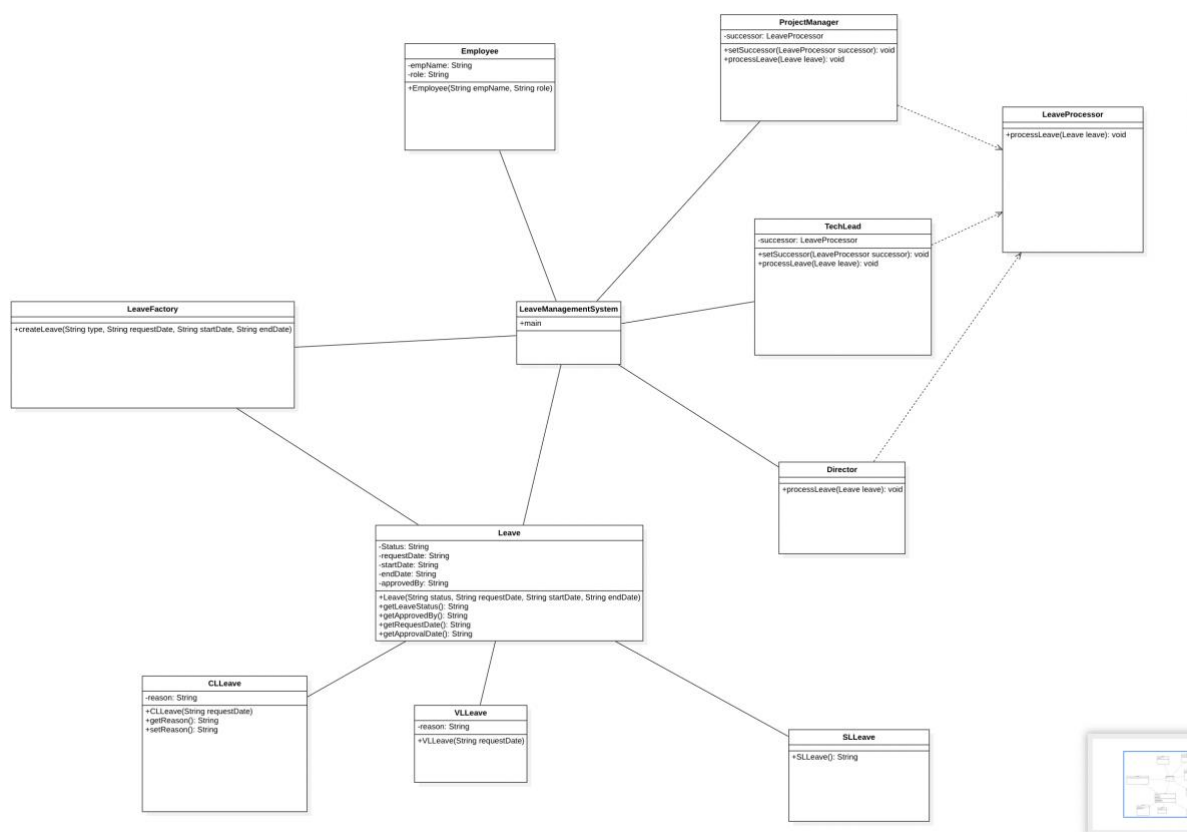 ProjectManager
-successor: LeaveProcessor
+setSuccessor(LeaveProcessor successor): void
+processLeave(Leave leave): void
Employee
-empName: String
-role: String
+Employee(String empName, String role)
LeaveProcessor
+processLeave(Leave leave): void
TechLead
-successor: LeaveProcessor
+setSuccessor(LeaveProcessor successor): void
+processLeave(Leave leave): void
LeaveFactory
+createLeave(String type, String requestDate, String startDate, String endDate)
LeaveManagementSystem
+main
Director
+processLeave(Leave leave): void
Leave
-Status: String
-requestDate: String
-startDate: String
-endDate: String
-approvedBy: String
+Leave(String status, String requestDate, String startDate, String endDate)
+getLeaveStatus(): String
+getApprovedBy(): String
+getRequestDate(): String
+getApprovalDate(): String
CLLeave
-reason: String
+CLLeave(String requestDate)
+getReason(): String
+setReason(): String
VLLeave
-reason: String
+VLLeave(String requestDate)
SLLeave
+SLLeave(): String